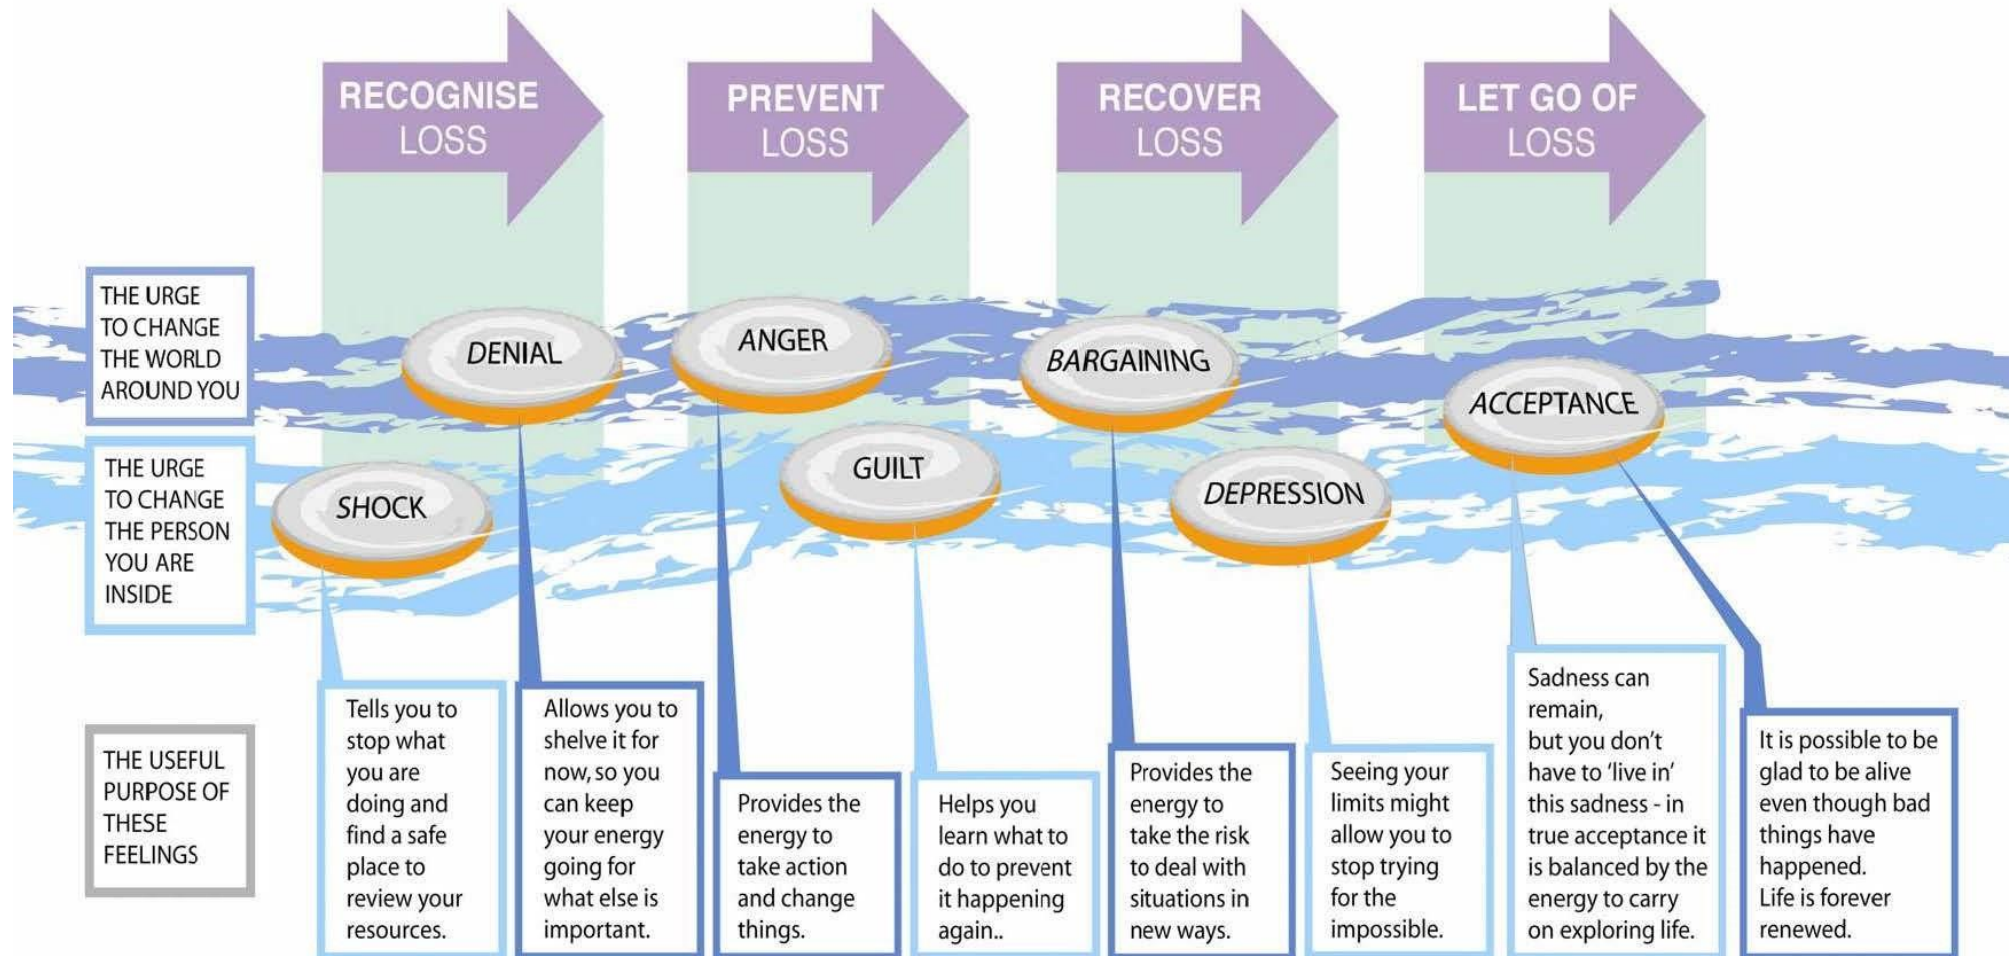 RECOGNISE
LOSS
PREVENT
LOSS
RECOVER
LOSS
LET GO OF
LOSS
THE URGE
TO CHANGE
THE WORLD
AROUND YOU
DENIAL
ANGER
BARGAINING
ACCEPTANCE
THE URGE
TO CHANGE
THE PERSON
YOU ARE
INSIDE
SHOCK
GUILT
DEPRESSION
THE USEFUL
PURPOSE OF
THESE
FEELINGS
Tells you to
stop what
you are
doing and
find a safe
place to
review your
resources.
Allows you to
shelve it for
now, so you
can keep
your energy
going for
what else is
important.
Provides the
energy to
take action
and change
things.
Helps you
learn what to
do to prevent
it happening
again..
Provides the
energy to
take the risk
to deal with
situations in
new ways.
Seeing your
limits might
allow you to
stop trying
for the
impossible.
Sadness can
remain,
but you don't
have to 'live in'
this sadness - in
true acceptance it
is balanced by the
energy to carry
on exploring life.
It is possible to be
glad to be alive
even though bad
things have
happened.
Life is forever
renewed.